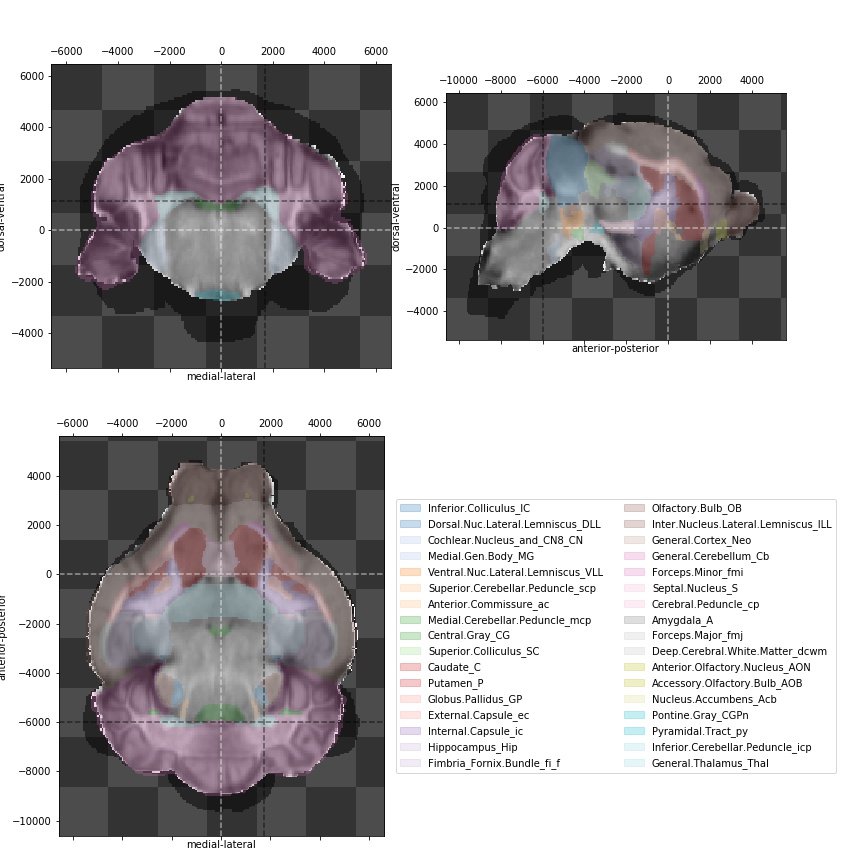 −6000 −4000 −2000 0 2000 4000 6000
6000
4000
2000
0
−2000
−4000
dorsal-ventral
medial-lateral
−10000 −8000 −6000 −4000 −2000 0 2000 4000
6000
4000
2000
0
−2000
−4000
dorsal-ventral
anterior-posterior
−6000 −4000 −2000 0 2000 4000 6000
4000
2000
0
−2000
−4000
−6000
−8000
−10000
anterior-posterior
medial-lateral
Inferior.Colliculus_IC
Dorsal.Nuc.Lateral.Lemniscus_DLL
Cochlear.Nucleus_and_CN8_CN
Medial.Gen.Body_MG
Ventral.Nuc.Lateral.Lemniscus_VLL
Superior.Cerebellar.Peduncle_scp
Anterior.Commissure_ac
Medial.Cerebellar.Peduncle_mcp
Central.Gray_CG
Superior.Colliculus_SC
Caudate_C
Putamen_P
Globus.Pallidus_GP
External.Capsule_ec
Internal.Capsule_ic
Hippocampus_Hip
Fimbria_Fornix.Bundle_fi_f
Olfactory.Bulb_OB
Inter.Nucleus.Lateral.Lemniscus_ILL
General.Cortex_Neo
General.Cerebellum_Cb
Forceps.Minor_fmi
Septal.Nucleus_S
Cerebral.Peduncle_cp
Amygdala_A
Forceps.Major_fmj
Deep.Cerebral.White.Matter_dcwm
Anterior.Olfactory.Nucleus_AON
Accessory.Olfactory.Bulb_AOB
Nucleus.Accumbens_Acb
Pontine.Gray_CGPn
Pyramidal.Tract_py
Inferior.Cerebellar.Peduncle_icp
General.Thalamus_Thal